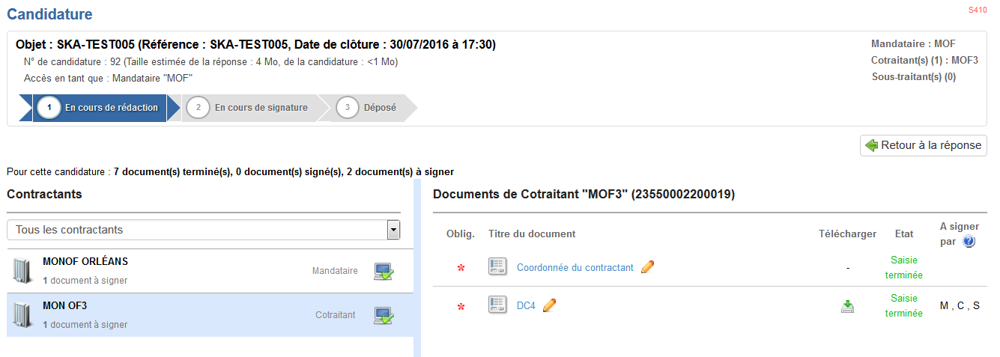 Candidature
S410
Objet : SKA-TEST005 (Référence : SKA-TEST005, Date de clôture : 30/07/2016 à 17:30)
N° de candidature : 92 (Taille estimée de la réponse : 4 Mo, de la candidature : <1 Mo)
Accès en tant que : Mandataire "MOF"
Mandataire : MOF
Cotraitant(s) (1) : MOF3
Sous-traitant(s) (0)
1 En cours de rédaction
2 En cours de signature
3 Déposé
Retour à la réponse
Pour cette candidature : 7 document(s) terminé(s), 0 document(s) signé(s), 2 document(s) à signer
Contractants
Tous les contractants
MONOF ORLÉANS
Mandataire
1 document à signer
MON OF3
Cotraitant
1 document à signer
Documents de Cotraitant "MOF3" (23550002200019)
Oblig. Titre du document Télécharger Etat A signer
par ?
* Coordonnée du contractant - Saisie
terminée
* DC4 Saisie
terminée M , C , S